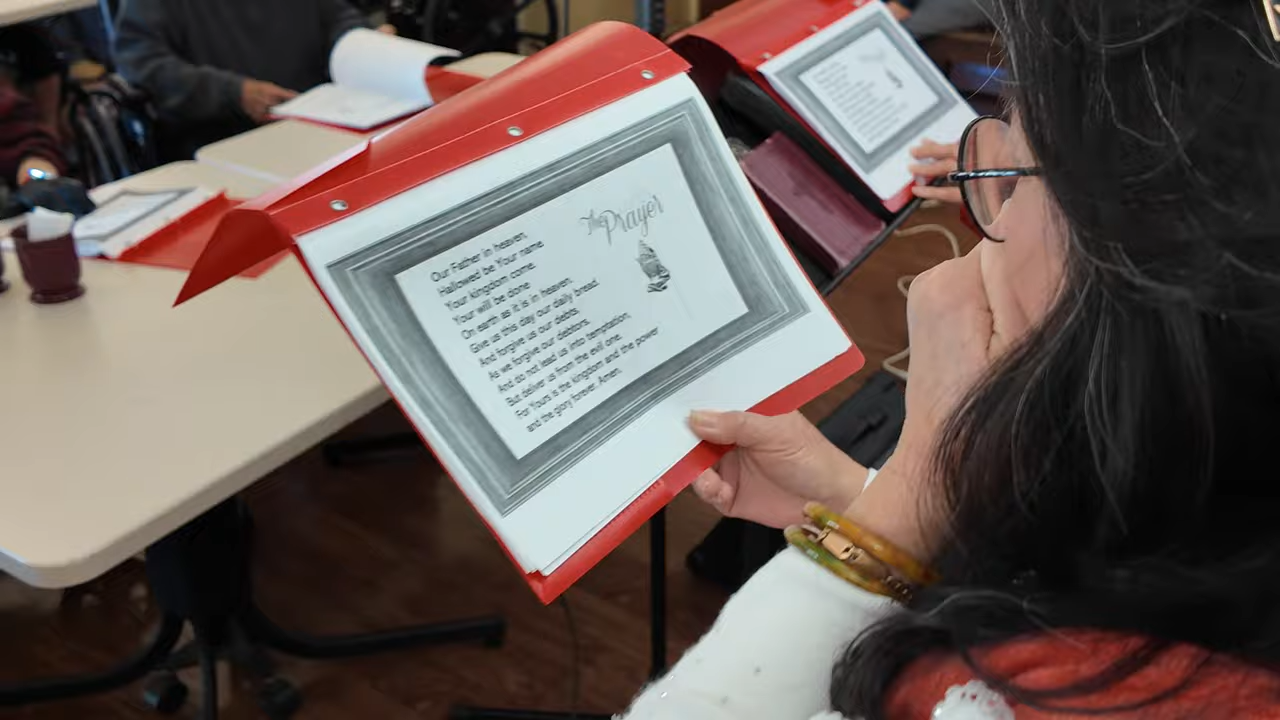 The Prayer
Our Father in heaven,
Hallowed be Your name
Your kingdom come.
Your will be done
On earth as it is in heaven.
Give us this day our daily bread.
And forgive us our debts.
As we forgive our debtors.
And do not lead us into temptation,
But deliver us from the evil one.
For Yours is the kingdom and the power
and the glory forever. Amen.